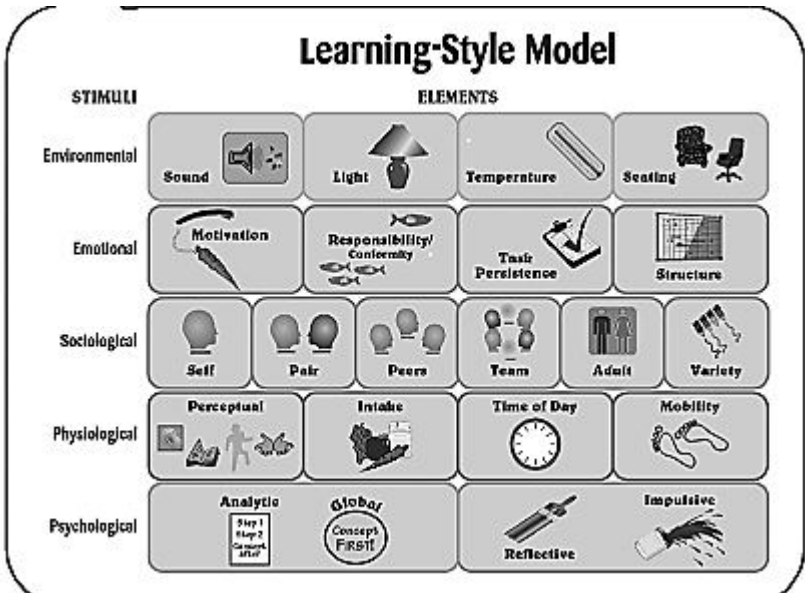 Learning-Style Model
STIMULI
ELEMENTS
Environmental
Sound
Light
Temperature
Seating
Emotional
Motivation
Responsibility/
Conformity
Task
Persistence
Structure
Sociological
Self
Pair
Peers
Team
Adult
Variety
Physiological
Perceptual
Intake
Time of Day
Mobility
Psychological
Analytic
Step 1
Step 2
Concept
after
Global
Concept
FIRST!
Reflective
Impulsive